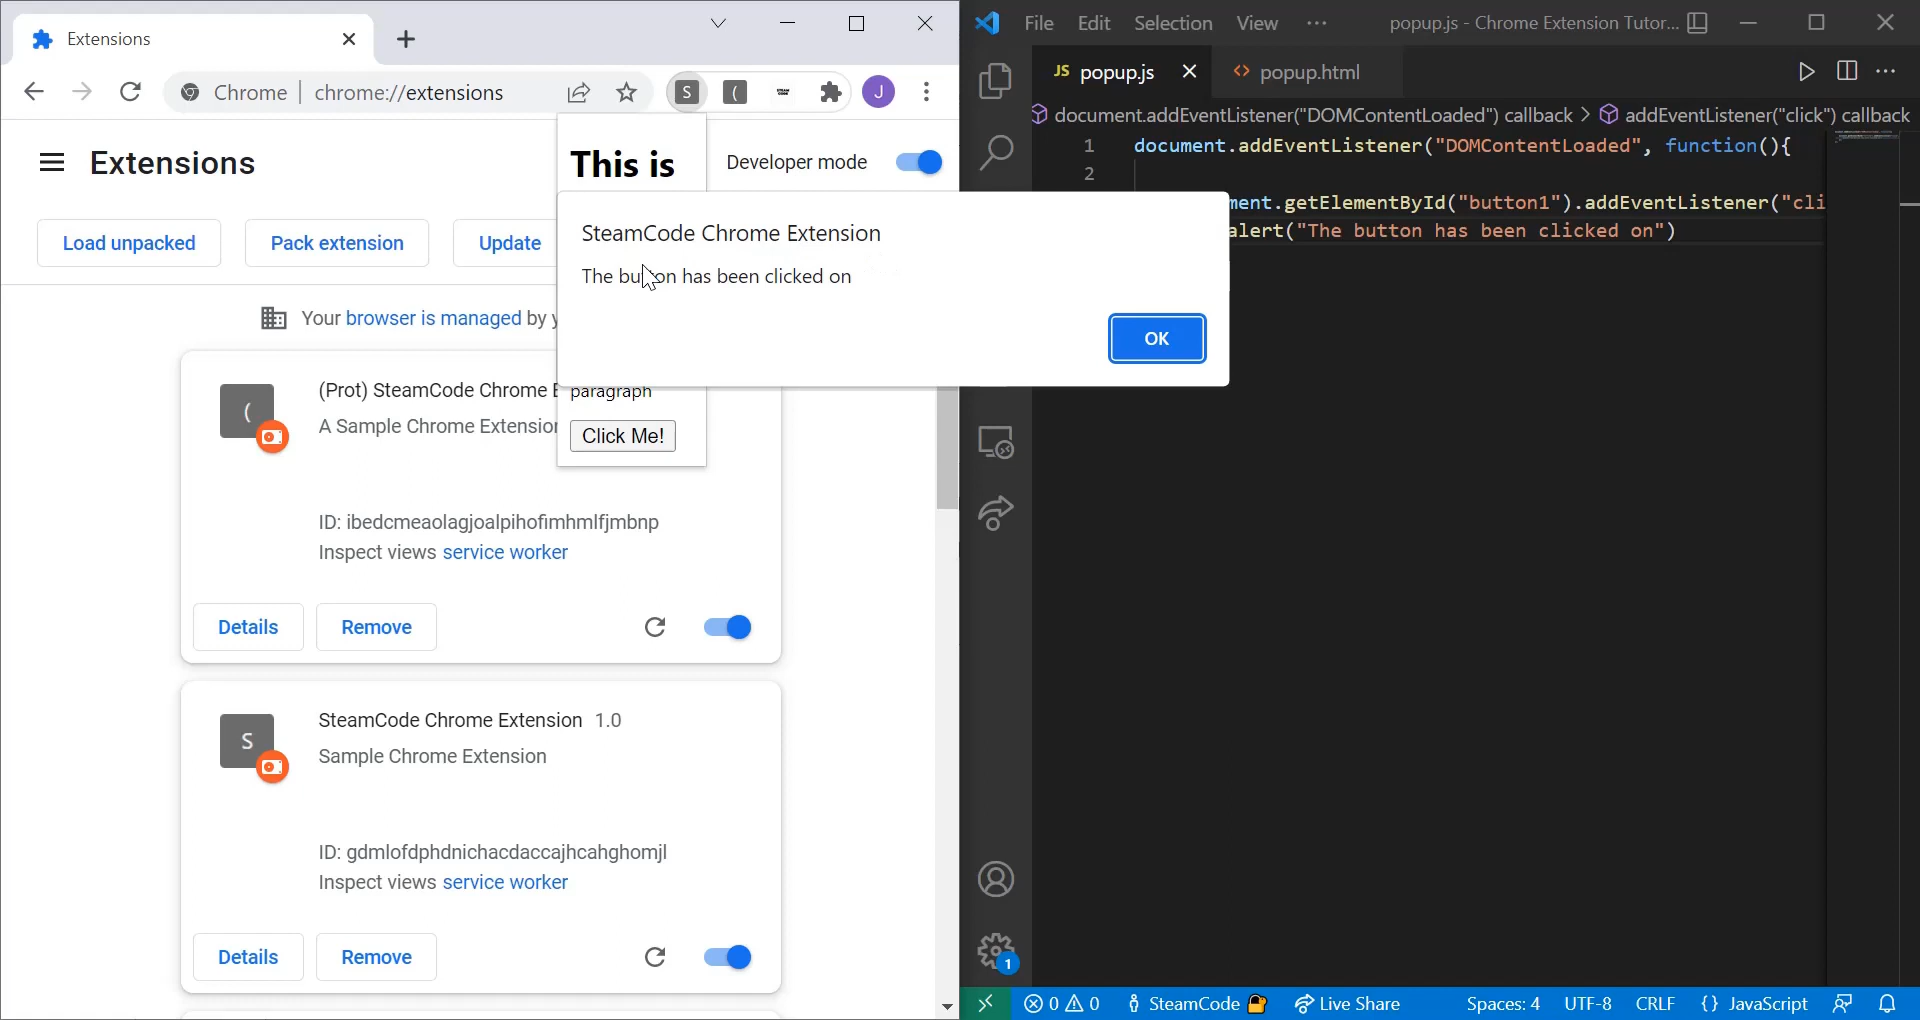 Extensions
Chrome
chrome://extensions
S
(
J
Extensions
This is
Developer mode
Load unpacked
Pack extension
Update
SteamCode Chrome Extension
The button has been clicked on
OK
Your browser is managed by
(
(Prot) SteamCode Chrome E
A Sample Chrome Extension
paragraph
Click Me!
ID: ibedcmeaolagjoalpihofimhmlfjmbnp
Inspect views service worker
Details
Remove
S
SteamCode Chrome Extension 1.0
Sample Chrome Extension
ID: gdmlofdphdnichacdaccajhcahghomjl
Inspect views service worker
Details
Remove
File Edit Selection View ···
popup.js - Chrome Extension Tutor...
JS popup.js
<> popup.html
document.addEventListener("DOMContentLoaded") callback > addEventListener("click") callback
1 document.addEventListener("DOMContentLoaded", function(){
2
ment.getElementById("button1").addEventListener("cli
alert("The button has been clicked on")
1
0 0 SteamCode Live Share Spaces: 4 UTF-8 CRLF {} JavaScript